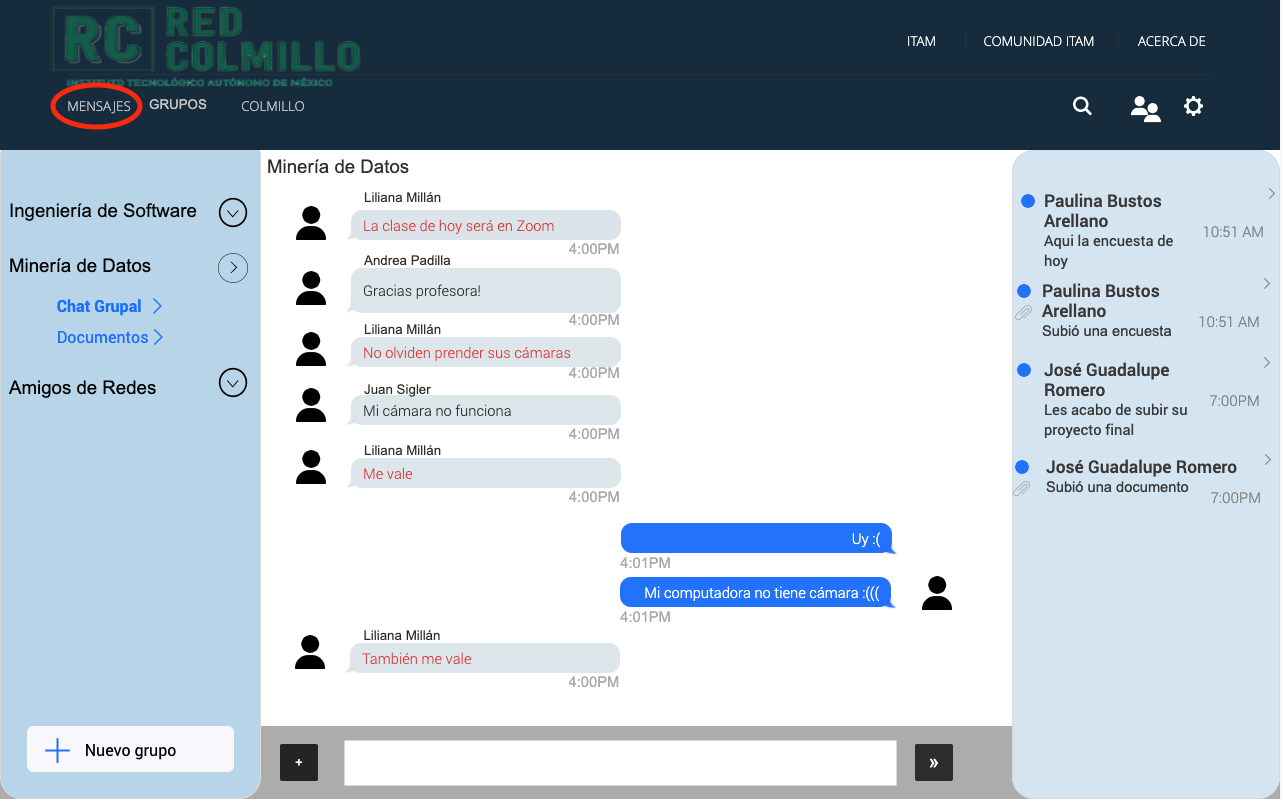 RC RED
COLMILLO
INSTITUTO TECNOLÓGICO AUTÓNOMO DE MÉXICO
ITAM
COMUNIDAD ITAM
ACERCA DE
MENSAJES
GRUPOS
COLMILLO
Ingeniería de Software
Minería de Datos
Chat Grupal
Documentos
Amigos de Redes
+ Nuevo grupo
Minería de Datos
Liliana Millán
La clase de hoy será en Zoom
4:00PM
Andrea Padilla
Gracias profesora!
4:00PM
Liliana Millán
No olviden prender sus cámaras
4:00PM
Juan Sigler
Mi cámara no funciona
4:00PM
Liliana Millán
Me vale
4:00PM
Uy :(
4:01PM
Mi computadora no tiene cámara :(((
4:01PM
Liliana Millán
También me vale
4:00PM
+
»
Paulina Bustos
Arellano
10:51 AM
Aqui la encuesta de
hoy
Paulina Bustos
Arellano
10:51 AM
Subió una encuesta
José Guadalupe
Romero
7:00PM
Les acabo de subir su
proyecto final
José Guadalupe Romero
Subió una documento
7:00PM